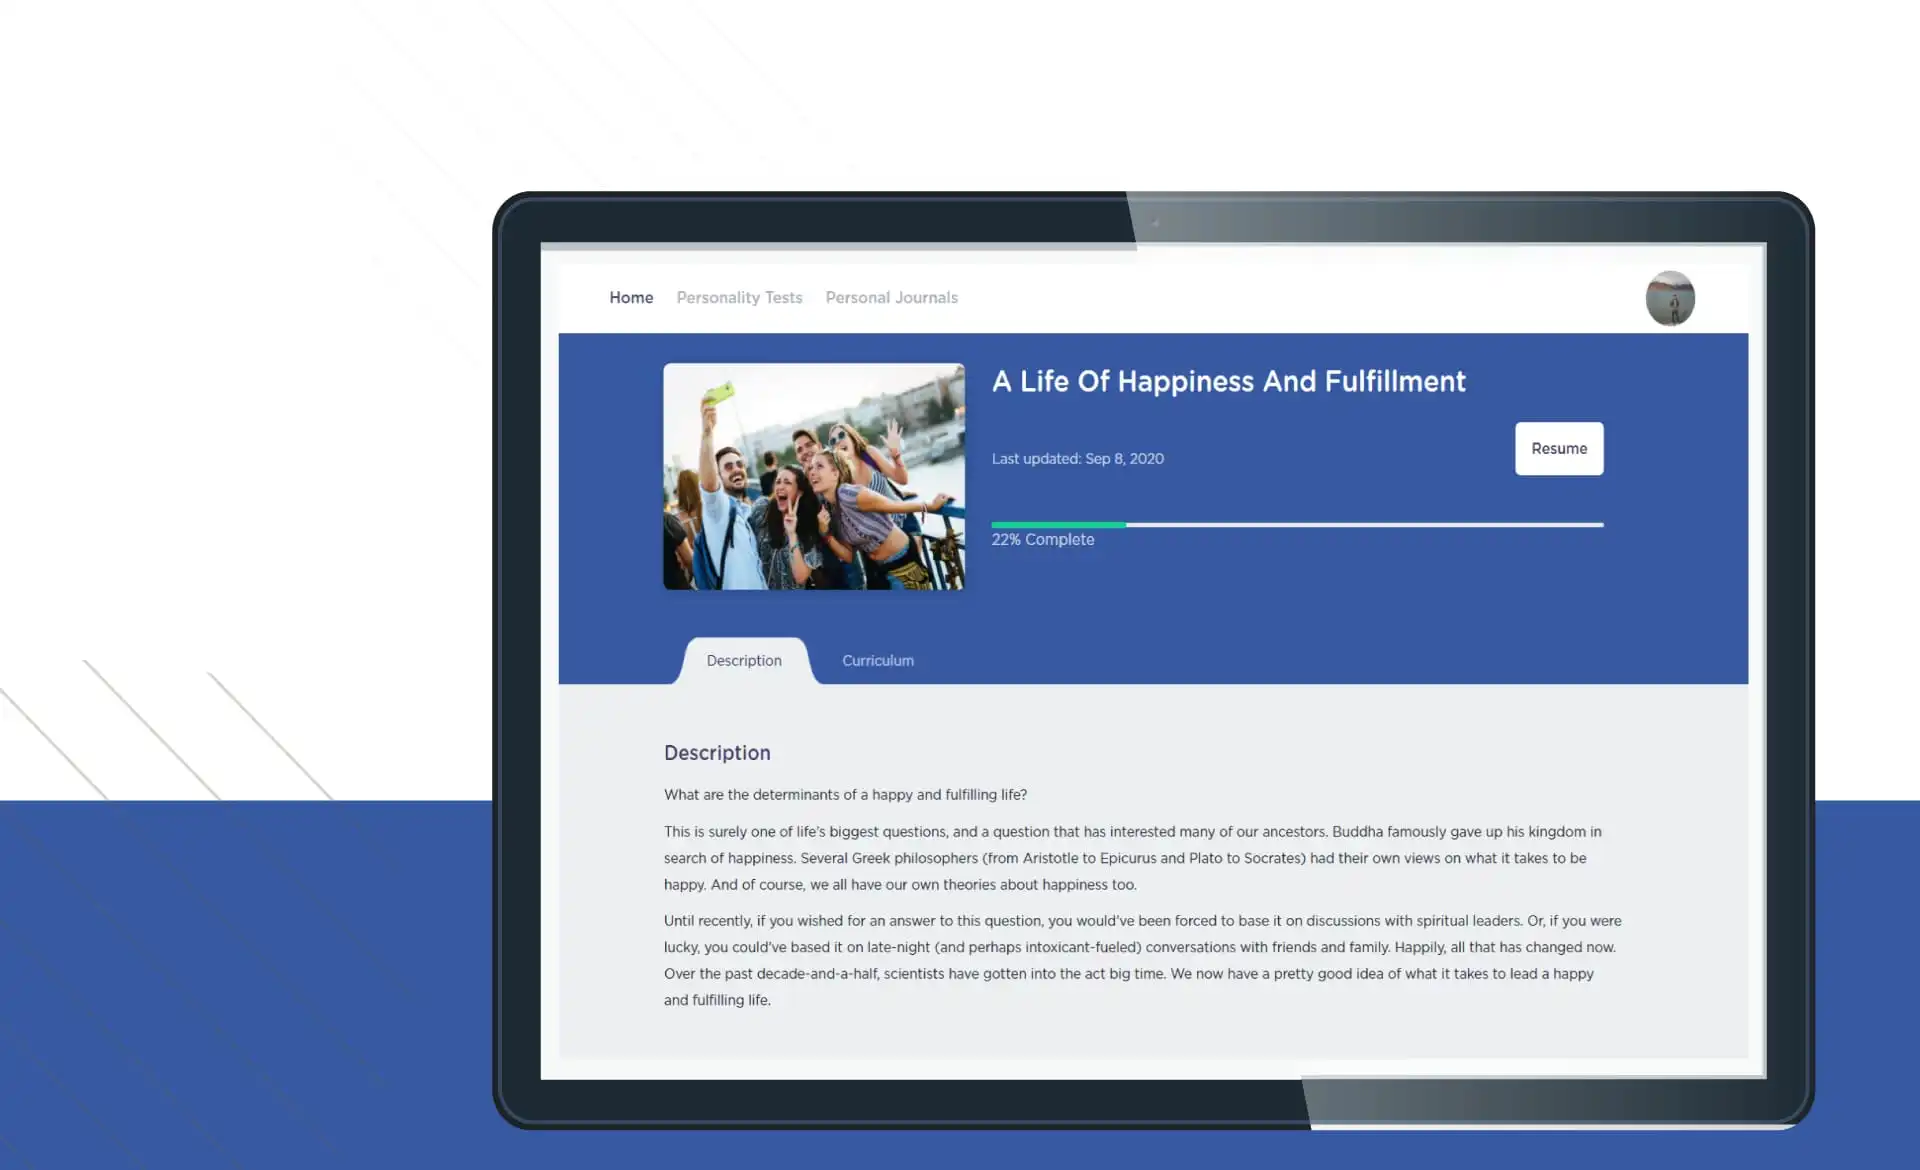 Home Personality Tests Personal Journals
A Life Of Happiness And Fulfillment
Last updated: Sep 8, 2020
Resume
22% Complete
Description Curriculum
Description
What are the determinants of a happy and fulfilling life?
This is surely one of life's biggest questions, and a question that has interested many of our ancestors. Buddha famously gave up his kingdom in
search of happiness. Several Greek philosophers (from Aristotle to Epicurus and Plato to Socrates) had their own views on what it takes to be
happy. And of course, we all have our own theories about happiness too.
Until recently, if you wished for an answer to this question, you would've been forced to base it on discussions with spiritual leaders. Or, if you were
lucky, you could've based it on late-night (and perhaps intoxicant-fueled) conversations with friends and family. Happily, all that has changed now.
Over the past decade-and-a-half, scientists have gotten into the act big time. We now have a pretty good idea of what it takes to lead a happy
and fulfilling life.